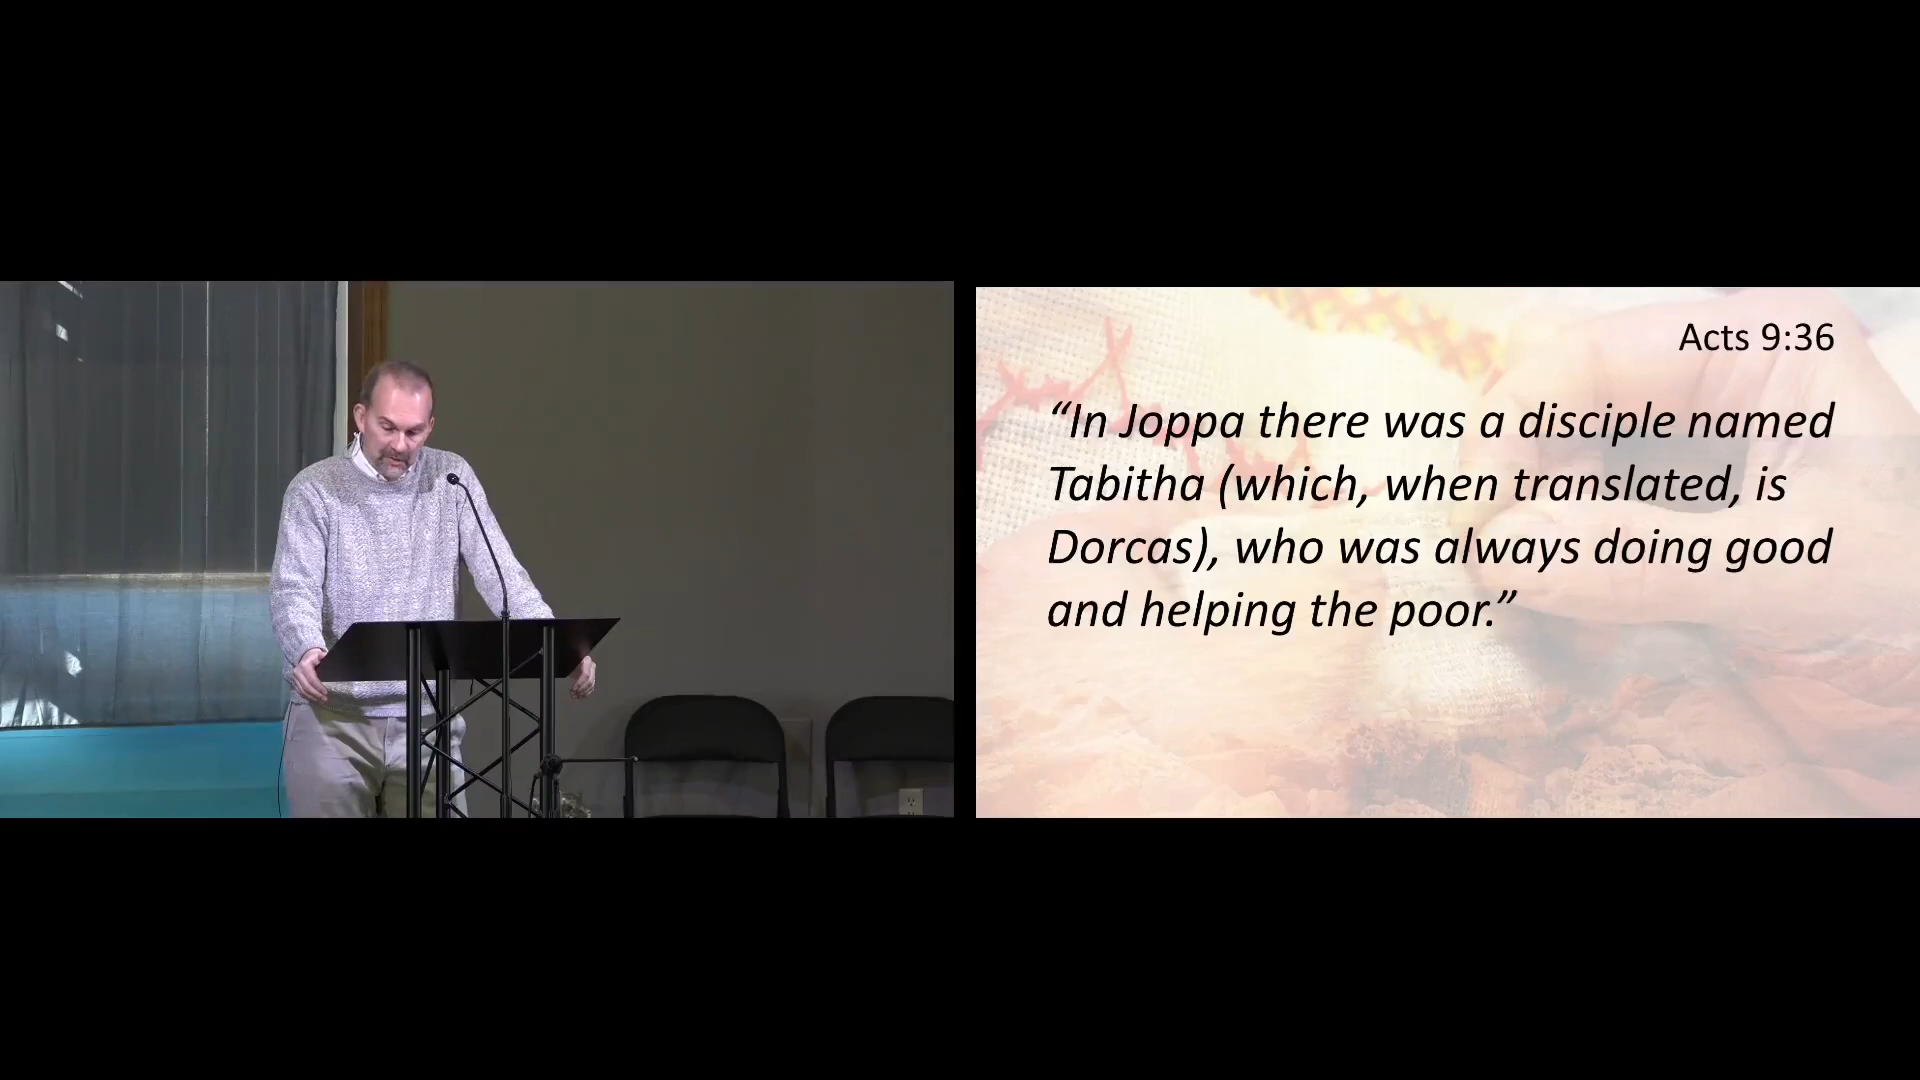 Acts 9:36
“In Joppa there was a disciple named
Tabitha (which, when translated, is
Dorcas), who was always doing good
and helping the poor.”